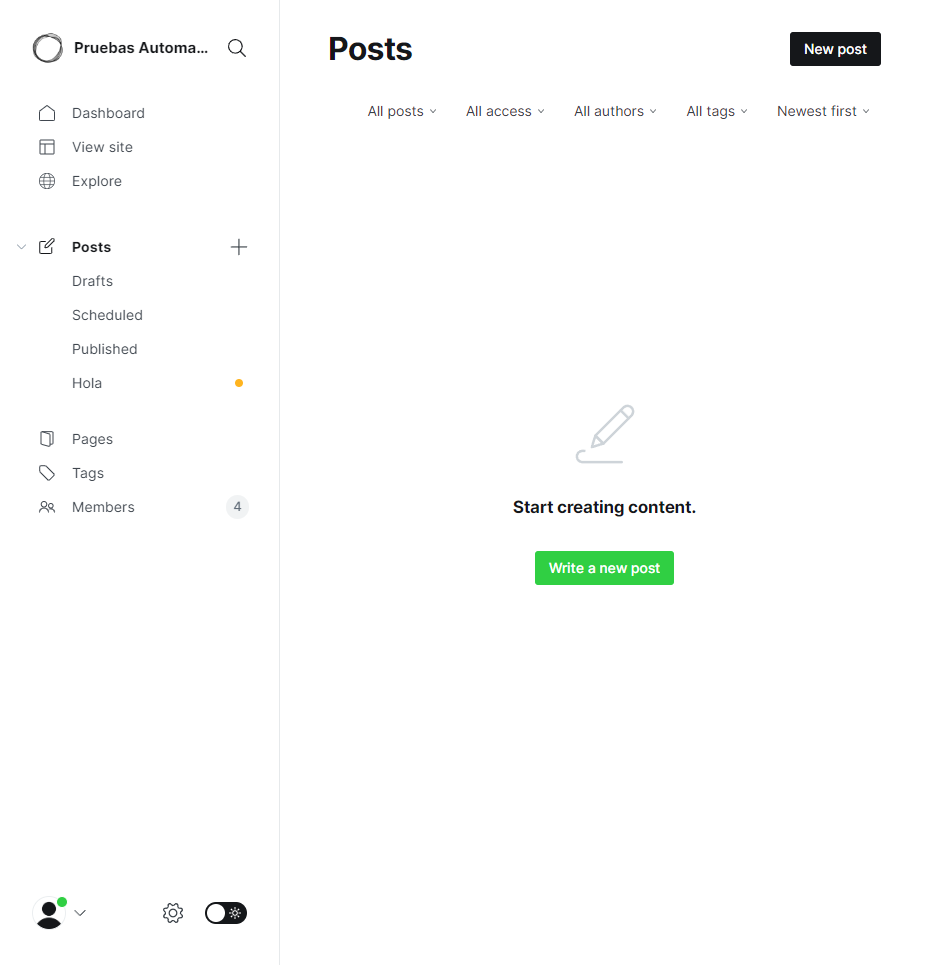 Pruebas Automa...
Dashboard
View site
Explore
Posts
Drafts
Scheduled
Published
Hola
Pages
Tags
Members 4
Posts
New post
All posts All access All authors All tags Newest first
Start creating content.
Write a new post